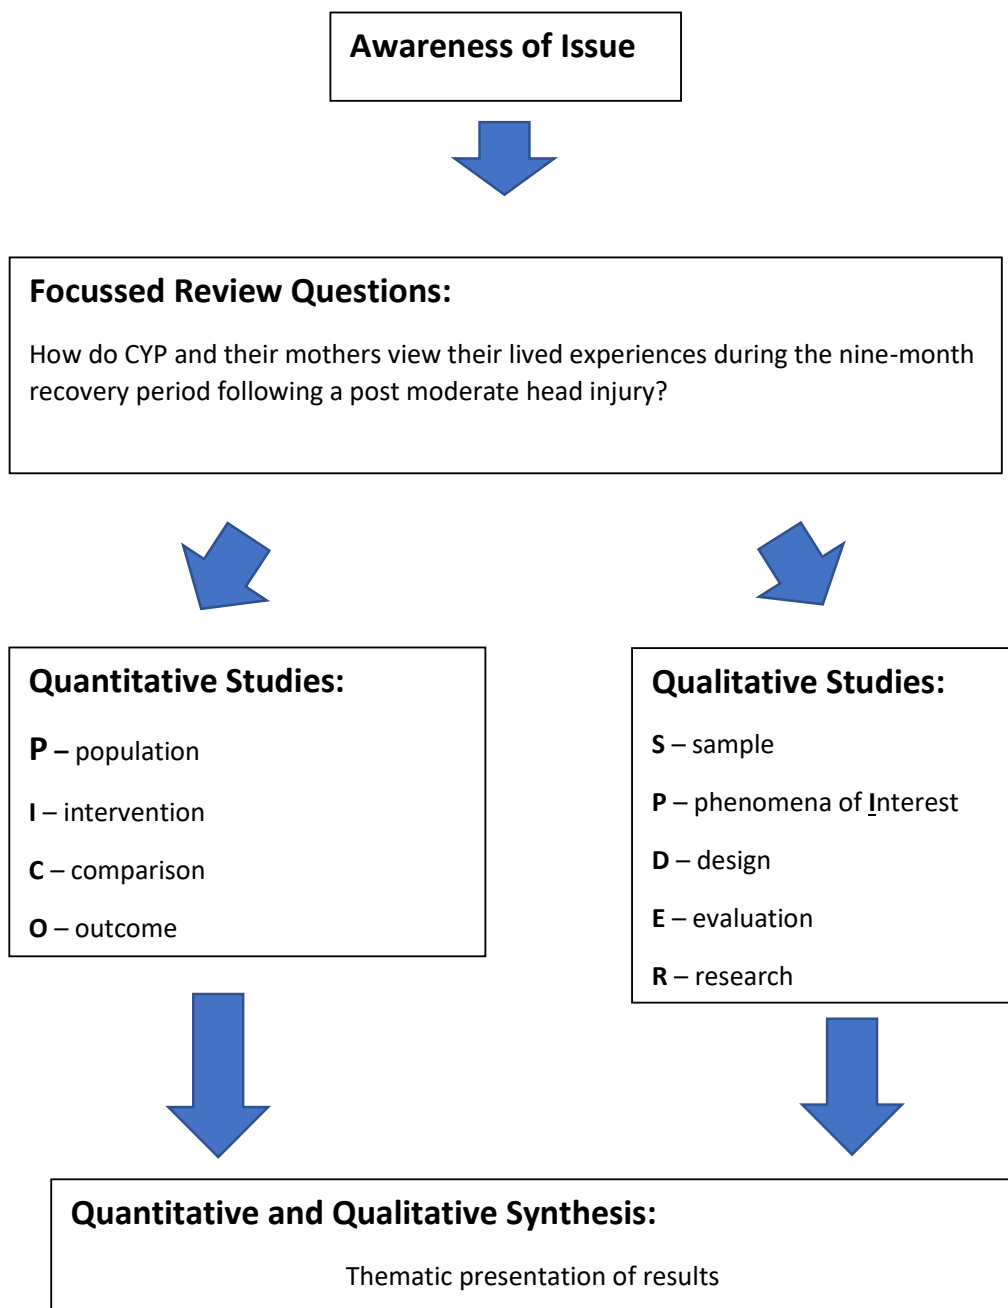 Awareness of Issue
Focussed Review Questions:
How do CYP and their mothers view their lived experiences during the nine-month
recovery period following a post moderate head injury?
Quantitative Studies:
P – population
I – intervention
C – comparison
O – outcome
Qualitative Studies:
S – sample
P – phenomena of Interest
D – design
E – evaluation
R – research
Quantitative and Qualitative Synthesis:
Thematic presentation of results